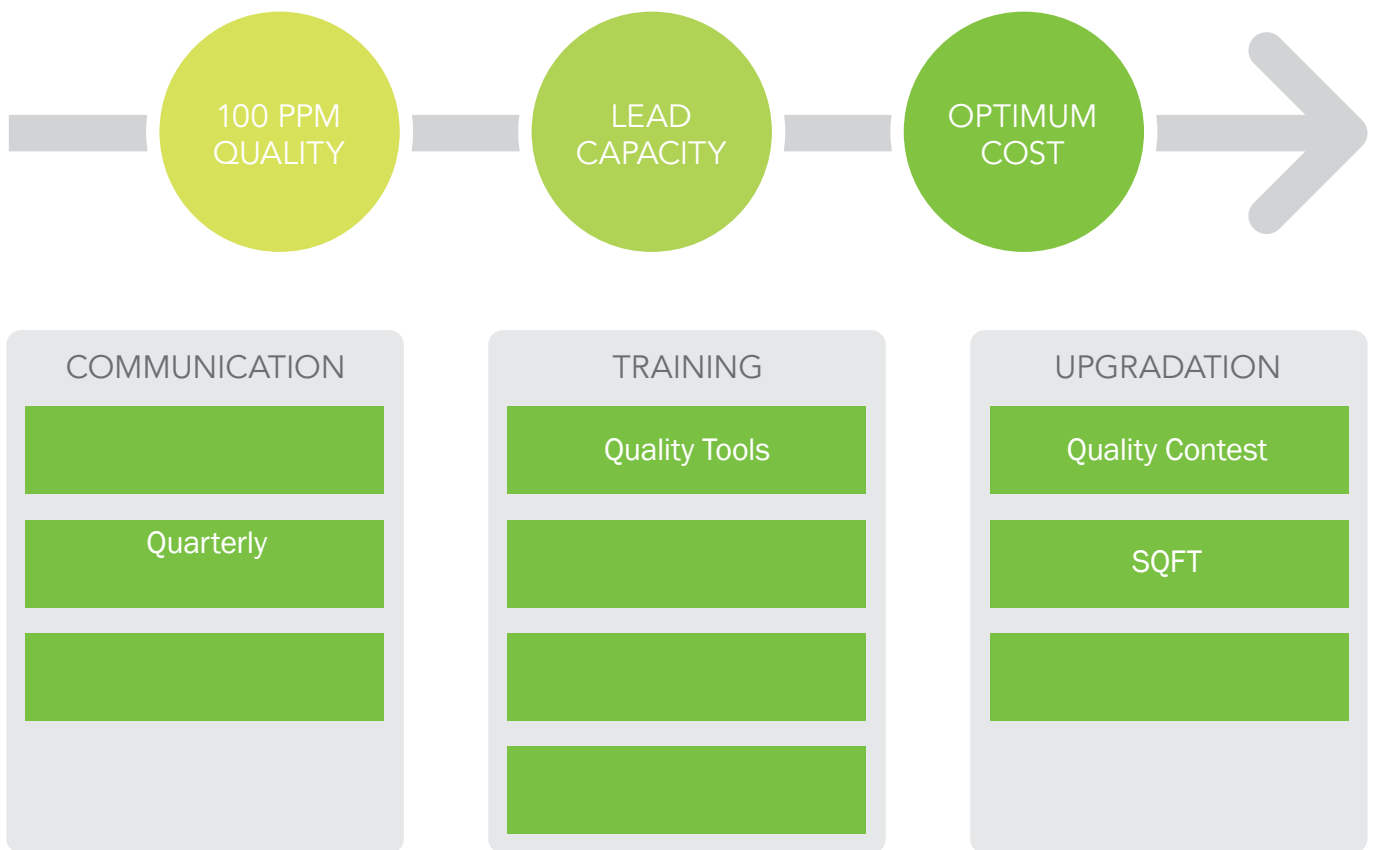 100 PPM
QUALITY
LEAD
CAPACITY
OPTIMUM
COST
COMMUNICATION
Quarterly
TRAINING
Quality Tools
UPGRADATION
Quality Contest
SQFT